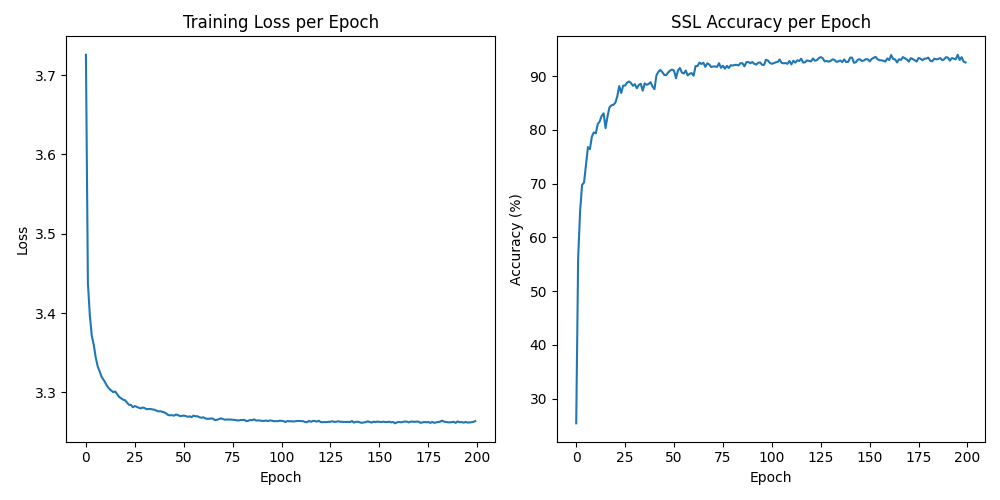 Training Loss per Epoch
3.7
3.6
3.5
3.4
3.3
Loss
0 25 50 75 100 125 150 175 200
Epoch
SSL Accuracy per Epoch
90
80
70
60
50
40
30
Accuracy (%)
0 25 50 75 100 125 150 175 200
Epoch